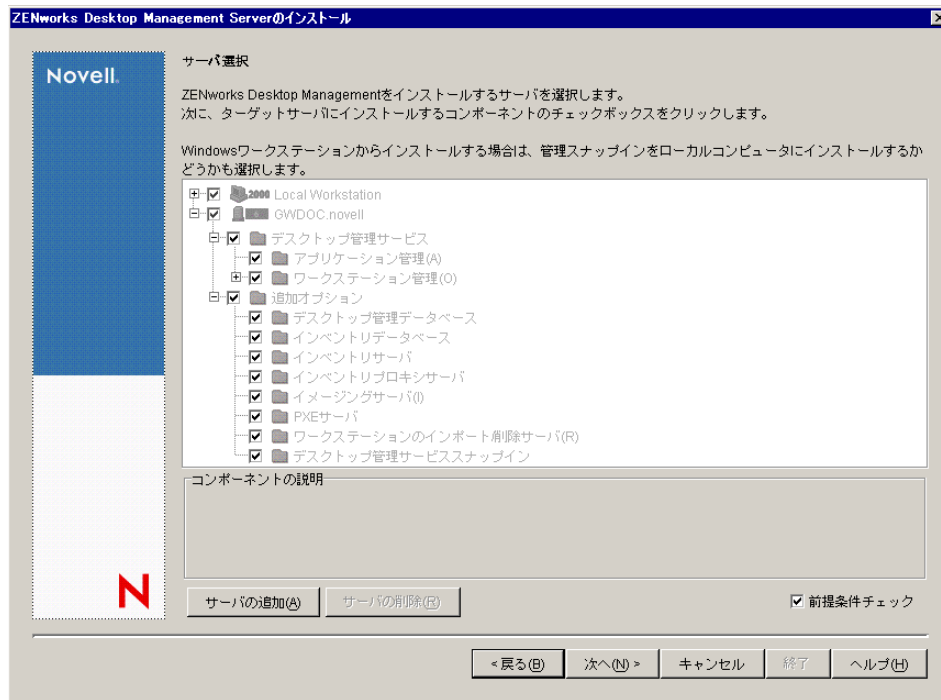 ZENworks Desktop Management Serverのインストール
Novell.
サーバ選択
ZENworks Desktop Managementをインストールするサーバを選択します。
次に、ターゲットサーバにインストールするコンポーネントのチェックボックスをクリックします。
Windowsワークステーションからインストールする場合は、管理スナップインをローカルコンピュータにインストールするか
どうかも選択します。
2000 Local Workstation
GWDOC.novell
デスクトップ管理サービス
アプリケーション管理(A)
ワークステーション管理(O)
追加オプション
デスクトップ管理データベース
インベントリデータベース
インベントリサーバ
インベントリプロキシサーバ
イメージングサーバ(I)
PXEサーバ
ワークステーションのインポート削除サーバ(R)
デスクトップ管理サービススナップイン
コンポーネントの説明
N
サーバの追加(A) サーバの削除(R) 前提条件チェック
<戻る(B) 次へ(N)> キャンセル 終了 ヘルプ(H)